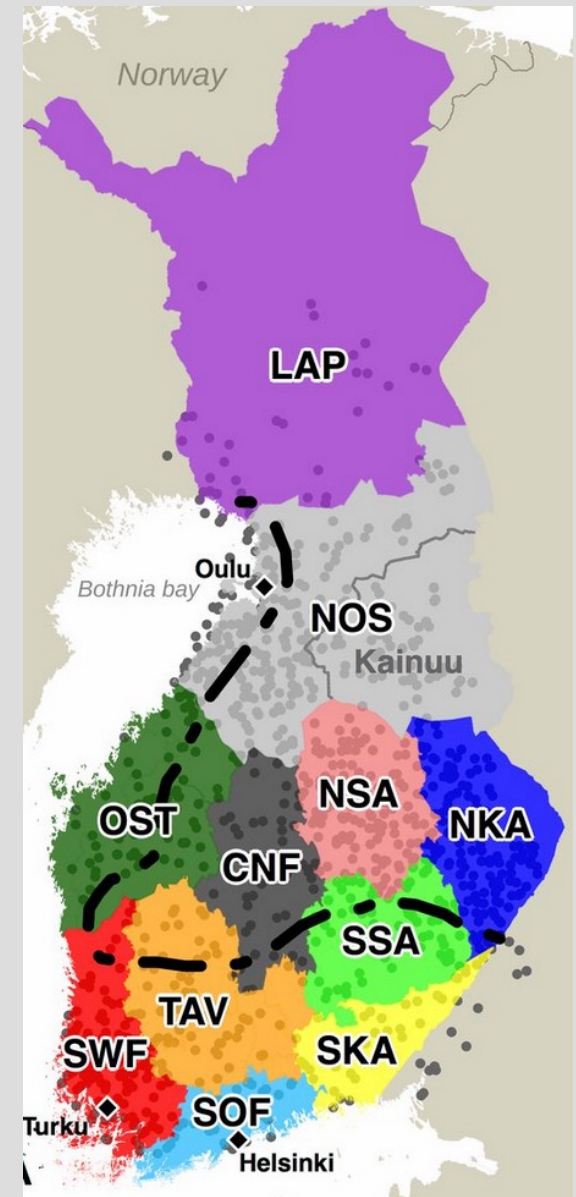 Norway
LAP
Oulu
Bothnia bay
NOS
Kainuu
NSA
OST
NKA
CNF
SSA
TAV
SWF
SKA
SOF
Turku
Helsinki